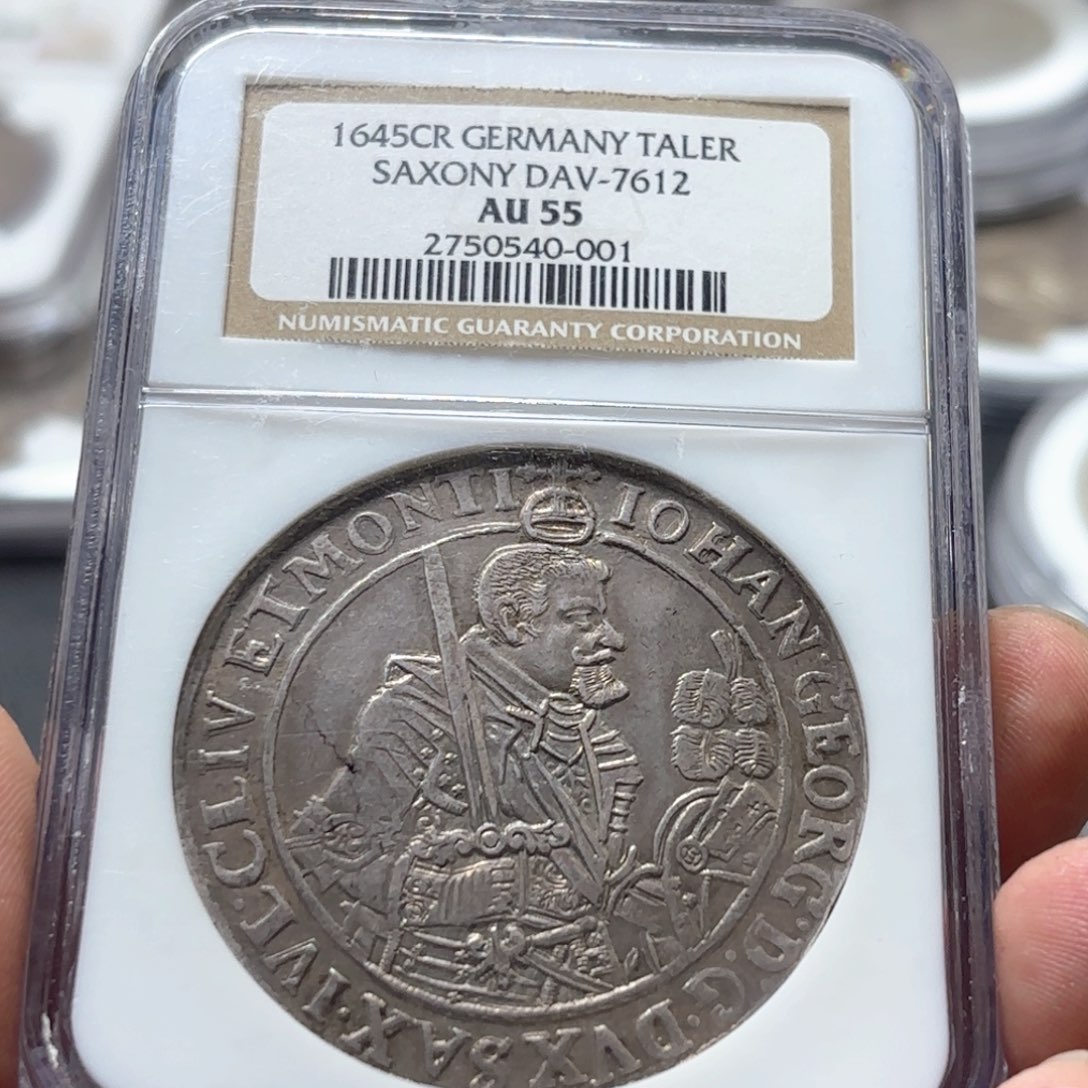 1645CR GERMANY TALER
SAXONY DAV-7612
AU 55
2750540-001
NUMISMATIC GUARANTY CORPORATION
IOHAN·GEORG·D:G·DVX SAX·IVL·CLIV·ET MONTI